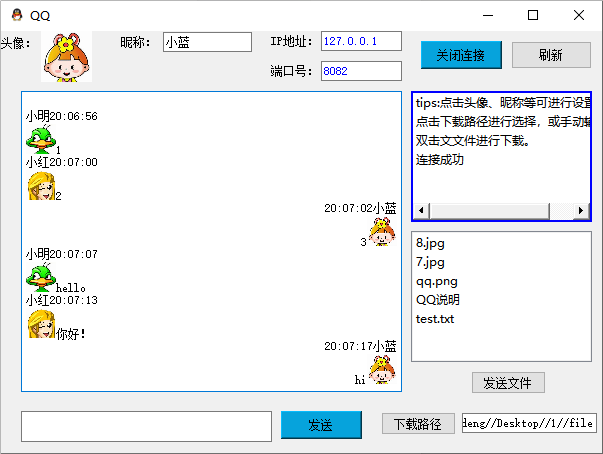 QQ
头像：
昵称：
小蓝
IP地址：
127.0.0.1
关闭连接
刷新
端口号：
8082
小明20:06:56
1
小红20:07:00
2
20:07:02小蓝
3
小明20:07:07
hello
小红20:07:13
你好！
20:07:17小蓝
hi
tips:点击头像、昵称等可进行设置
点击下载路径进行选择，或手动输
双击文文件进行下载。
连接成功
8.jpg
7.jpg
qq.png
QQ说明
test.txt
发送文件
发送
下载路径
deng//Desktop//1//file